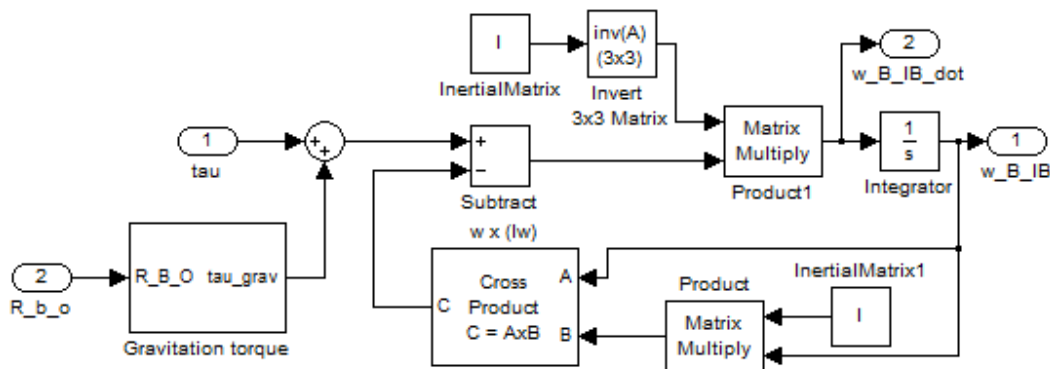 I
InertialMatrix
inv(A)
(3x3)
Invert
3x3 Matrix
2
w_B_IB_dot
1
tau
+
+
+
−
Subtract
Matrix
Multiply
Product1
1
s
Integrator
1
w_B_IB
w x (Iw)
2
R_b_o
R_B_O tau_grav
Gravitation torque
C
Cross
Product
C = AxB
A
B
Product
Matrix
Multiply
InertialMatrix1
I